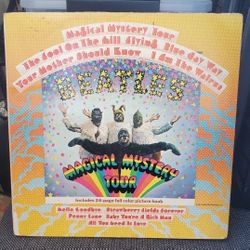 Magical Mystery Tour
The Fool On The Hill Flying Blue Jay Way
Your Mother Should Know I Am The Walrus
BEATLES
Includes 24-page full color picture book
MAGICAL MYSTERY
TOUR
Hello Goodbye Strawberry Fields Forever
Penny Lane Baby You're A Rich Man
All You Need Is Love